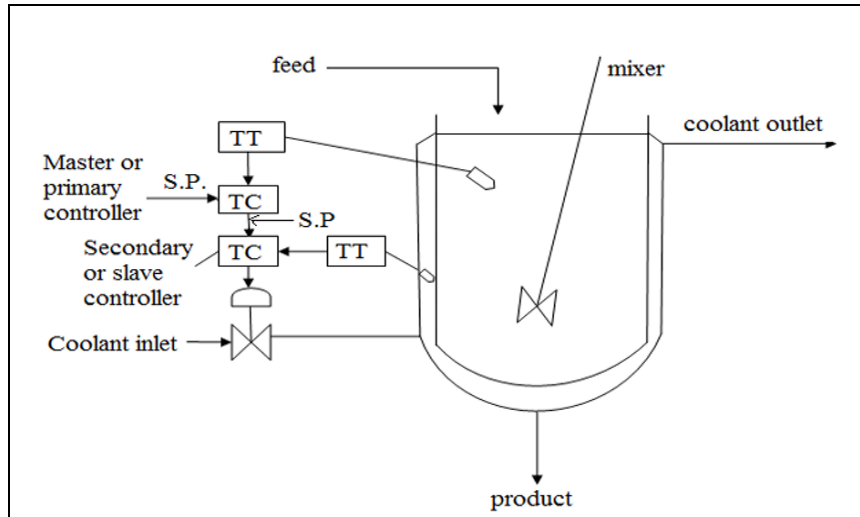 feed
mixer
coolant outlet
TT
Master or
primary
controller
S.P.
TC
S.P
Secondary
or slave
controller
TC
TT
Coolant inlet
product